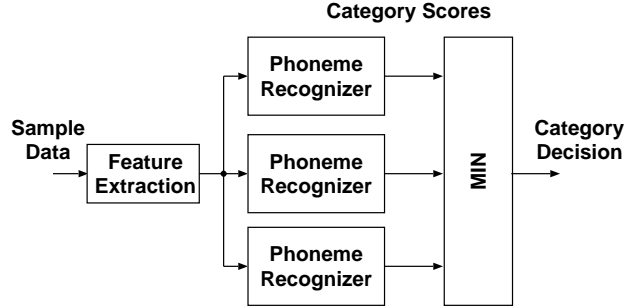 Category Scores
Phoneme
Recognizer
Sample
Data
Feature
Extraction
Phoneme
Recognizer
MIN
Category
Decision
Phoneme
Recognizer